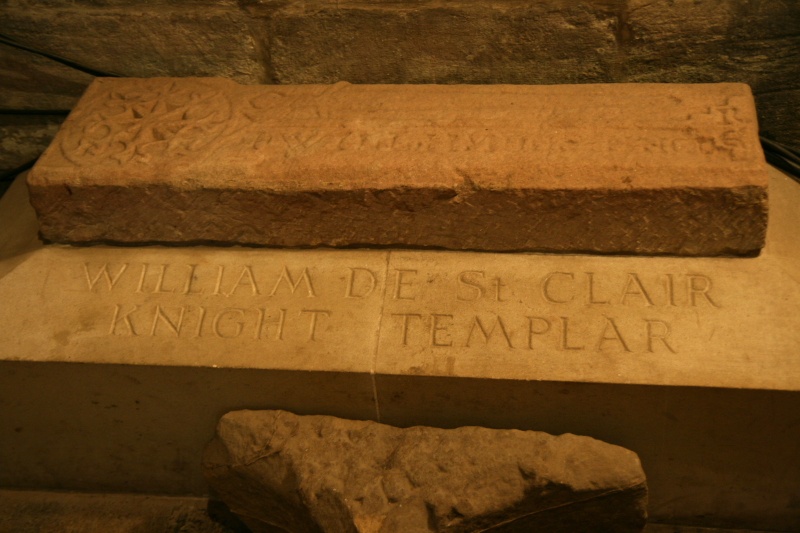 WILLIAM DE St CLAIR
KNIGHT TEMPLAR